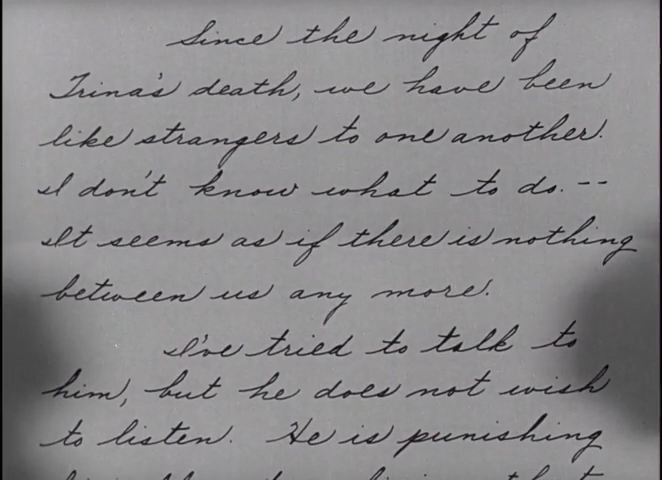 Since the night of
Trina's death, we have been
like strangers to one another.
I don't know what to do. --
It seems as if there is nothing
between us any more.
I've tried to talk to
him, but he does not wish
to listen. He is punishing